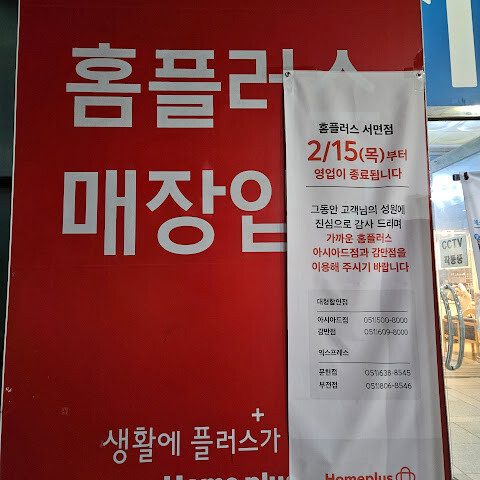 홈플러스
매장입
홈플러스 서면점
2/15(목)부터
영업이 종료됩니다
그동안 고객님의 성원에
진심으로 감사 드리며
가까운 홈플러스
아시아드점과 감만점을
이용해 주시기 바랍니다
대형할인점
아시아드점 051)500-8000
감만점 051)609-8000
익스프레스
문현점 051)638-8545
부전점 051)806-8546
Homeplus
CCTV
작동중
생활에 플러스가
Home plus